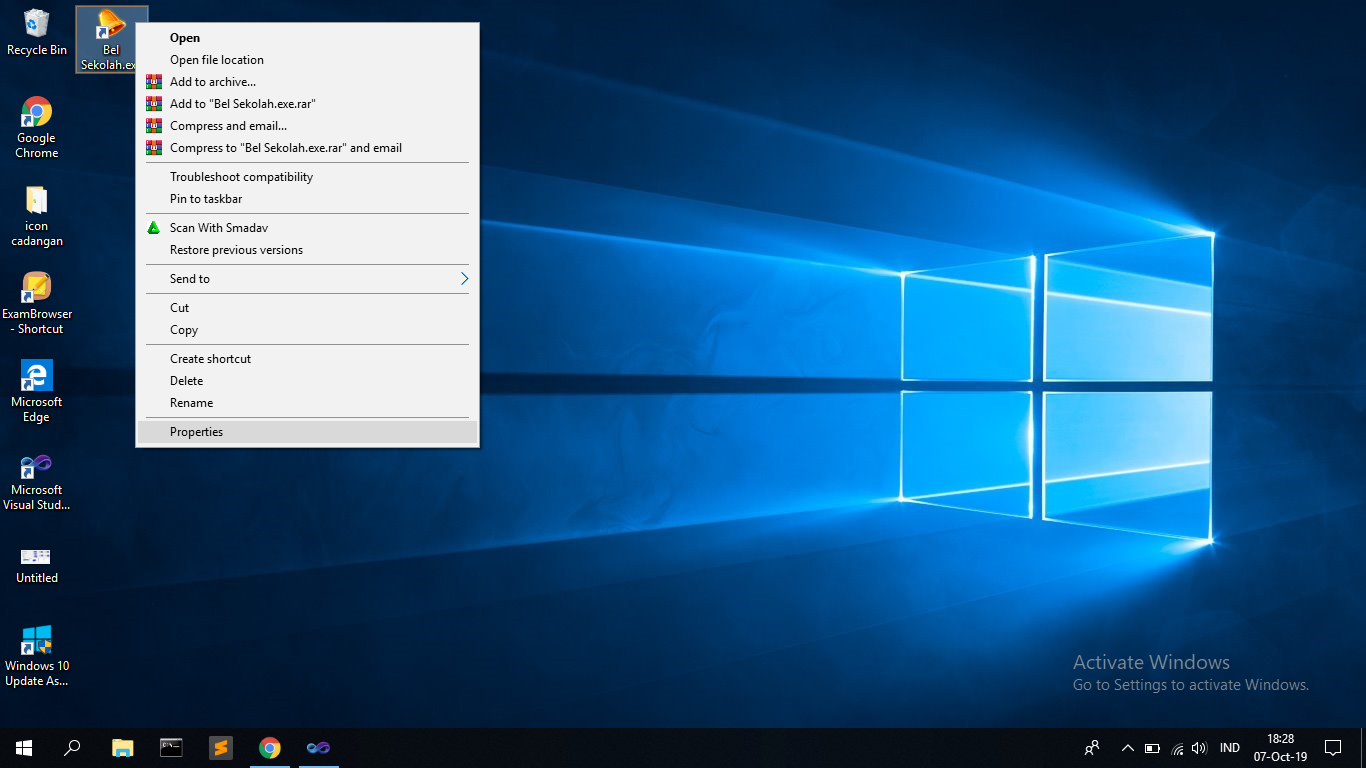 Recycle Bin
Bel
Sekolah.ex
Google
Chrome
icon
cadangan
ExamBrowser
- Shortcut
Microsoft
Edge
Microsoft
Visual Stud...
Untitled
Windows 10
Update As...
Open
Open file location
Add to archive...
Add to "Bel Sekolah.exe.rar"
Compress and email...
Compress to "Bel Sekolah.exe.rar" and email
Troubleshoot compatibility
Pin to taskbar
Scan With Smadav
Restore previous versions
Send to
Cut
Copy
Create shortcut
Delete
Rename
Properties
Activate Windows
Go to Settings to activate Windows.
IND
18:28
07-Oct-19